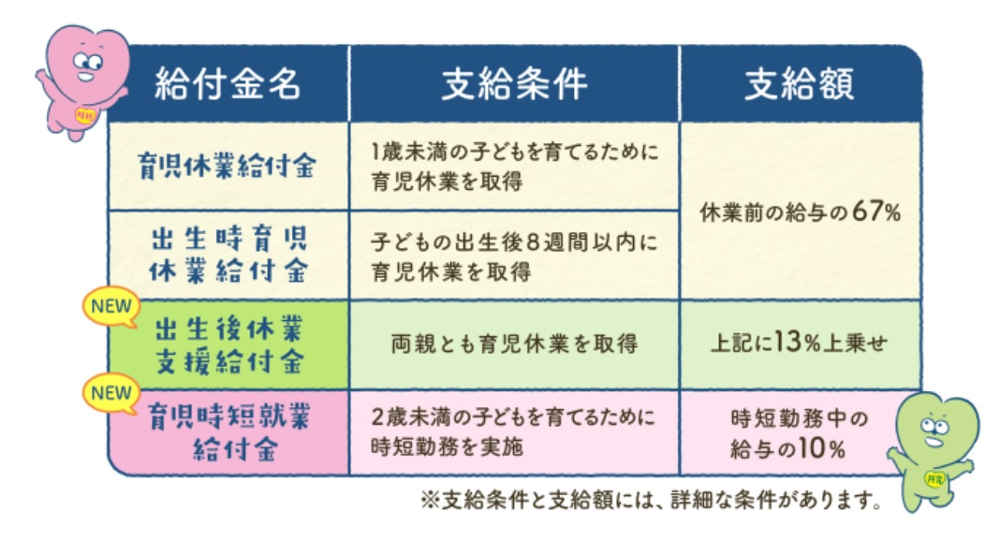 給付金名
支給条件
支給額
育児休業給付金
1歳未満の子どもを育てるために
育児休業を取得
休業前の給与の67%
出生時育児
休業給付金
子どもの出生後8週間以内に
育児休業を取得
NEW
出生後休業
支援給付金
両親とも育児休業を取得
上記に13%上乗せ
NEW
育児時短就業
給付金
2歳未満の子どもを育てるために
時短勤務を実施
時短勤務中の
給与の10%
※支給条件と支給額には、詳細な条件があります。